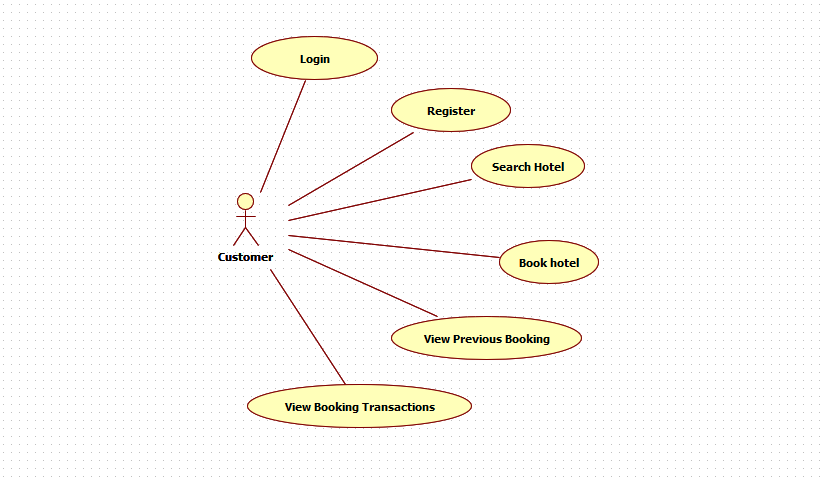 Login
Register
Search Hotel
Customer
Book hotel
View Previous Booking
View Booking Transactions